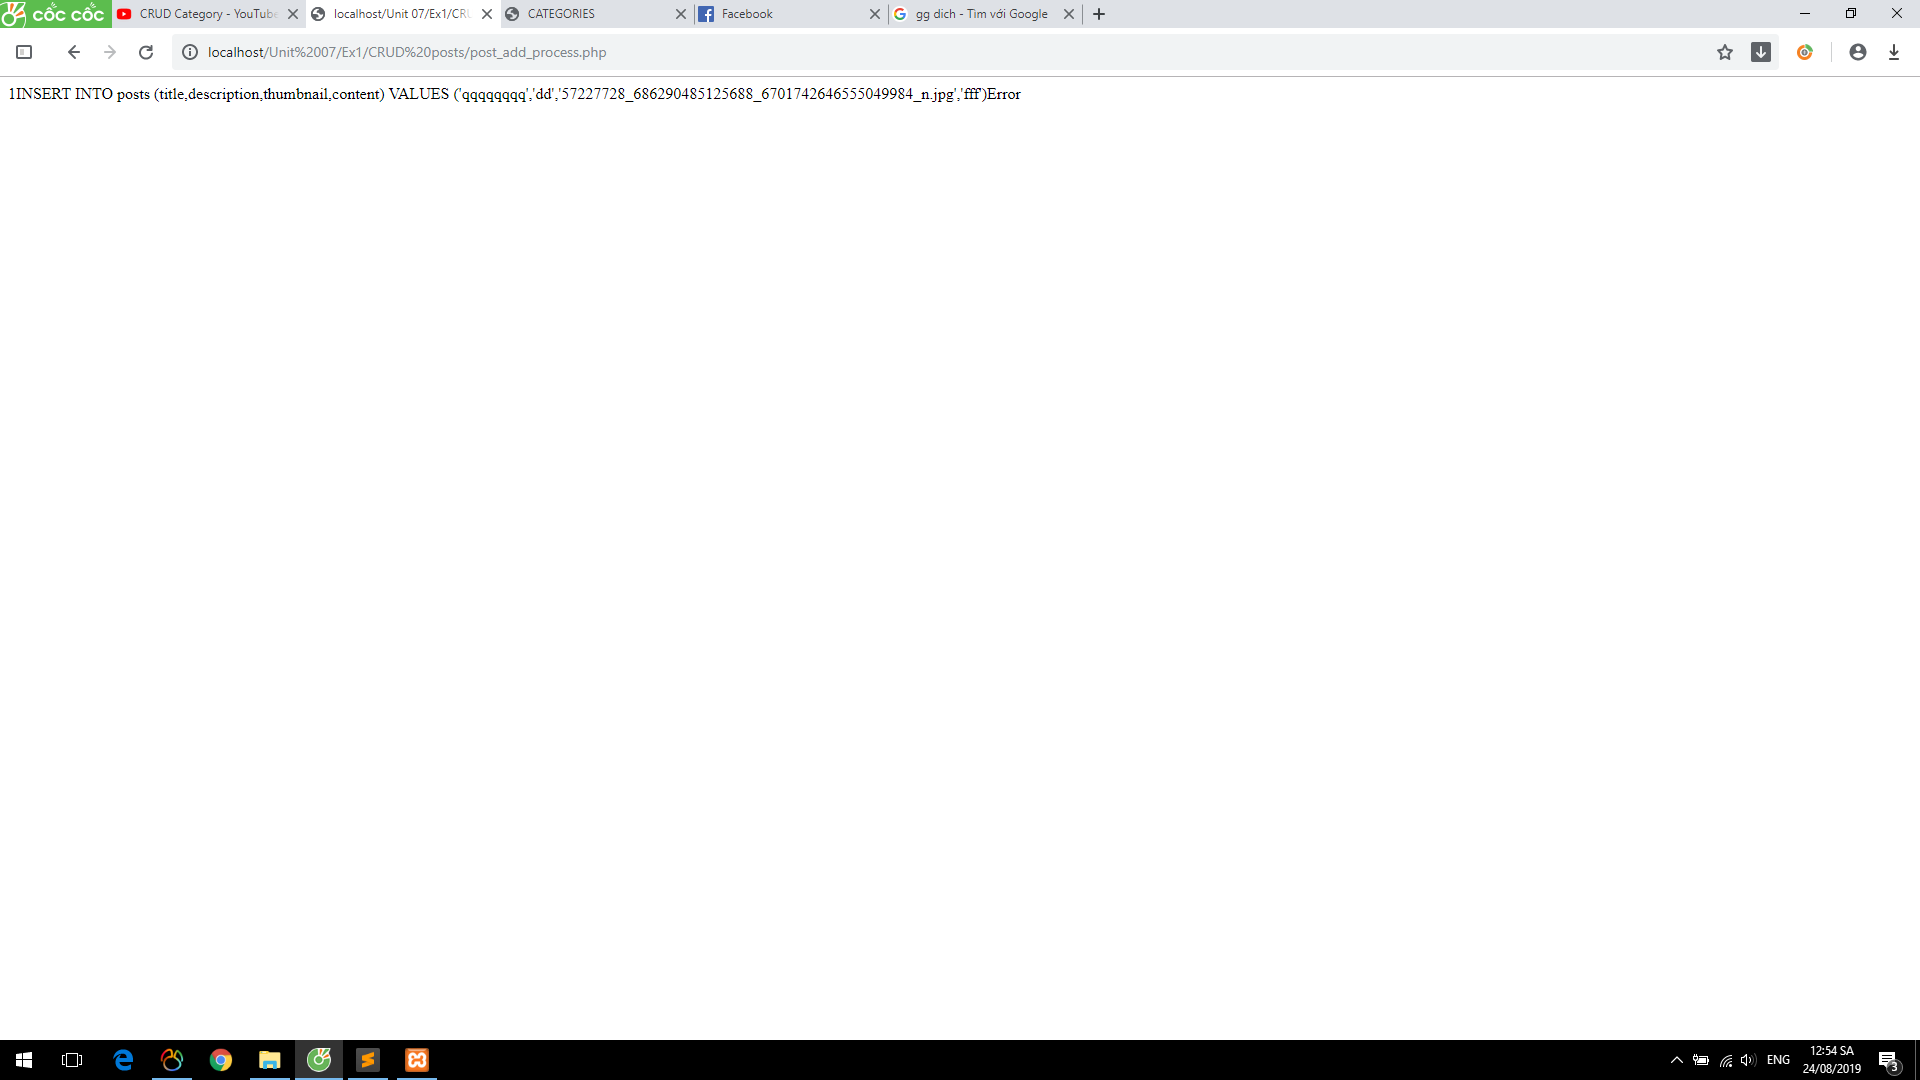 cốc cốc
CRUD Category - YouTube
localhost/Unit 07/Ex1/CRU
CATEGORIES
Facebook
gg dich - Tìm với Google
localhost/Unit%2007/Ex1/CRUD%20posts/post_add_process.php
1INSERT INTO posts (title,description,thumbnail,content) VALUES ('qqqqqqqq','dd','57227728_686290485125688_6701742646555049984_n.jpg','fff')Error
ENG
12:54 SA
24/08/2019
3